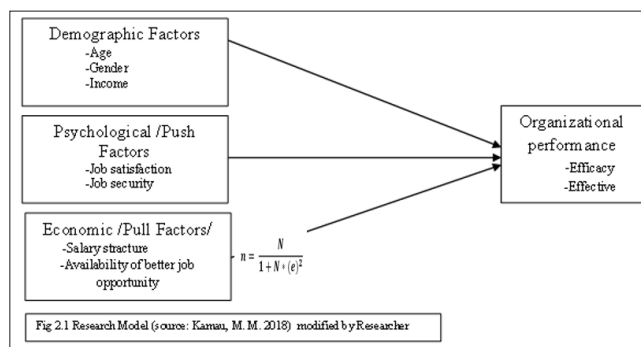 Demographic Factors
-Age
-Gender
-Income
Psychological /Push
Factors
-Job satisfaction
-Job security
Economic /Pull Factors/
-Salary stracture
-Availability of better job
opportunity
n = N / 1+N*(e)²
Organizational
performance
-Efficacy
-Effective
Fig 2.1 Research Model (source: Kamau, M. M. 2018) modified by Researcher